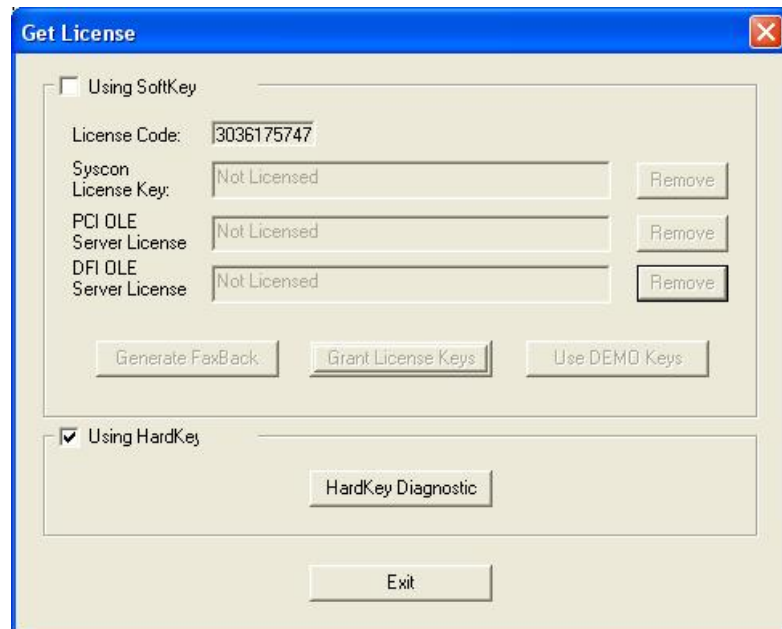 Get License
Using SoftKey
License Code: 3036175747
Syscon
License Key: Not Licensed Remove
PCI OLE
Server License Not Licensed Remove
DFI OLE
Server License Not Licensed Remove
Generate FaxBack Grant License Keys Use DEMO Keys
Using HardKey
HardKey Diagnostic
Exit